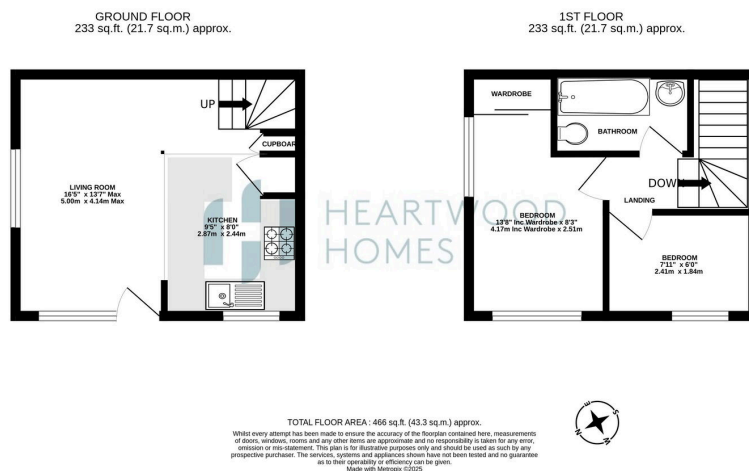 GROUND FLOOR
233 sq.ft. (21.7 sq.m.) approx.
1ST FLOOR
233 sq.ft. (21.7 sq.m.) approx.
UP
CUPBOAR
LIVING ROOM
16'5" x 13'7" Max
5.00m x 4.14m Max
KITCHEN
9'5" x 8'0"
2.87m x 2.44m
WARDROBE
BATHROOM
DOWN
LANDING
BEDROOM
13'8" Inc Wardrobe x 8'3"
4.17m Inc Wardrobe x 2.51m
BEDROOM
7'11" x 6'0"
2.41m x 1.84m
HEARTWOOD
HOMES
TOTAL FLOOR AREA : 466 sq.ft. (43.3 sq.m.) approx.
Whilst every attempt has been made to ensure the accuracy of the floorplan contained here, measurements
of doors, windows, rooms and any other items are approximate and no responsibility is taken for any error,
omission or mis-statement. This plan is for illustrative purposes only and should be used as such by any
prospective purchaser. The services, systems and appliances shown have not been tested and no guarantee
as to their operability or efficiency can be given.
Made with Metropix ©2025
N
E
S
W